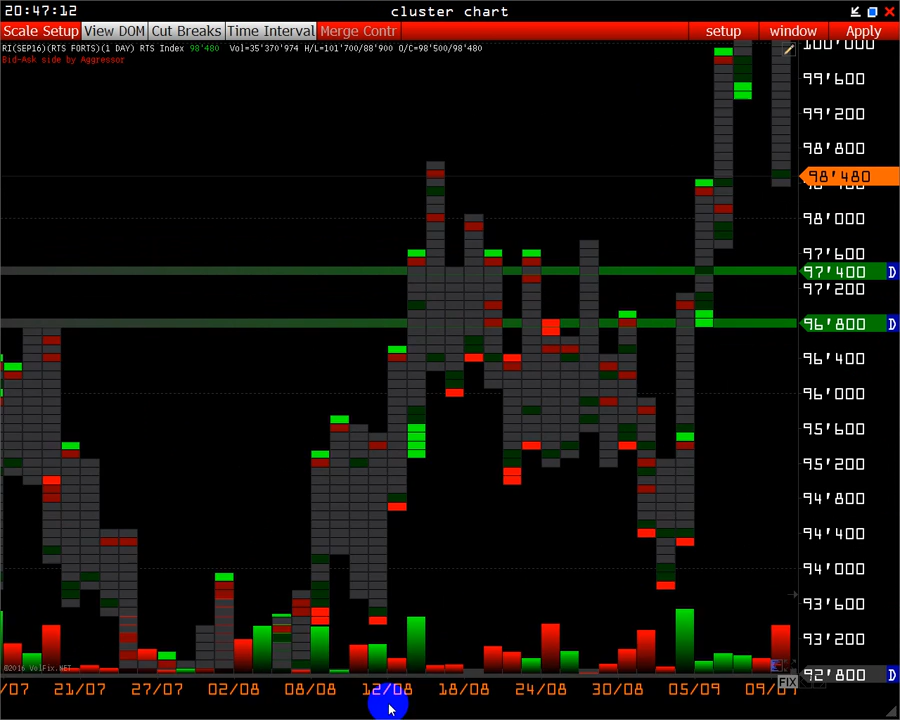 20:47:12 cluster chart
Scale Setup View DOM Cut Breaks Time Interval Merge Contr setup window Apply
RI(SEP16)(RTS FORTS)(1 DAY) RTS Index 98'480 Vol=35'370'974 H/L=101'700/88'900 O/C=98'500/98'480
Bid-Ask side by Aggressor
100'000
99'600
99'200
98'800
98'480
98'000
97'600
97'400 D
97'200
96'800 D
96'400
96'000
95'600
95'200
94'800
94'400
94'000
93'600
93'200
©2016 VolFix.NET
92'800 D
FIX
/07 21/07 27/07 02/08 08/08 12/08 18/08 24/08 30/08 05/09 09/0